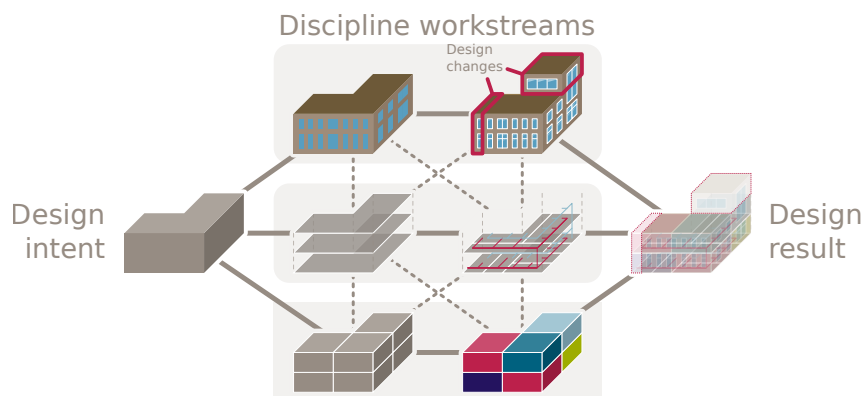 Discipline workstreams
Design
changes
Design
intent
Design
result